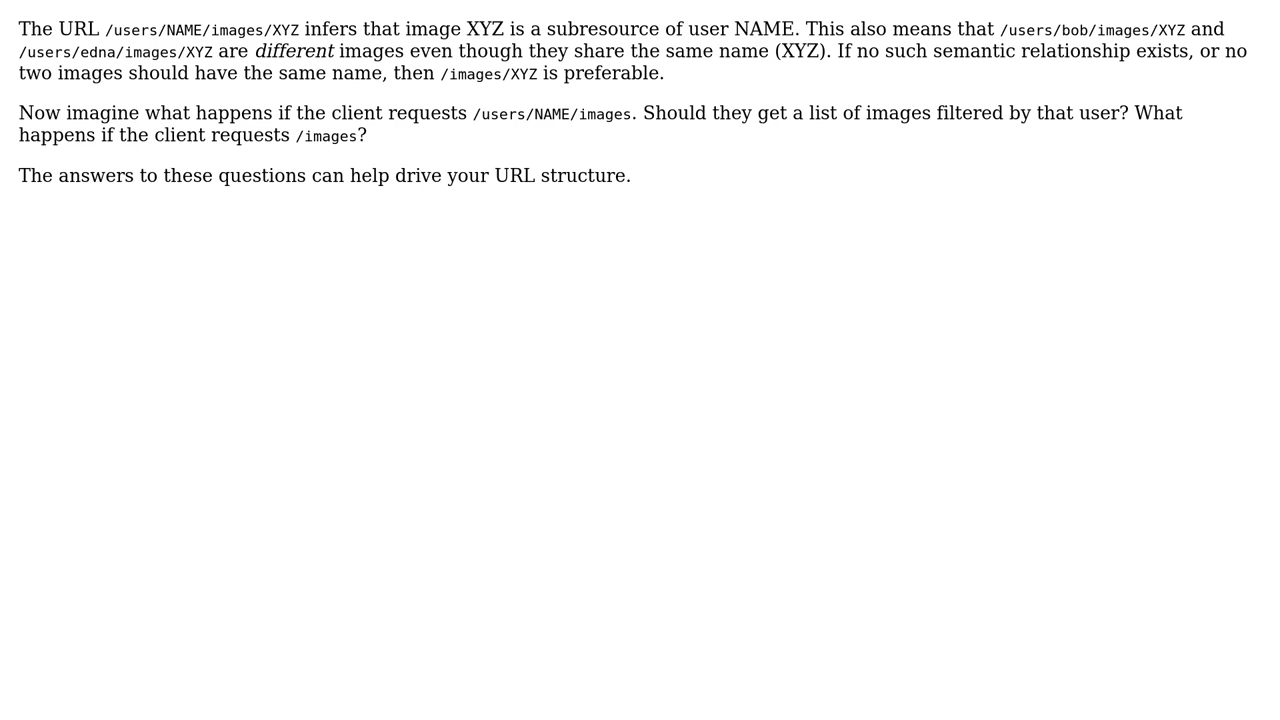 The URL /users/NAME/images/XYZ infers that image XYZ is a subresource of user NAME. This also means that /users/bob/images/XYZ and
/users/edna/images/XYZ are different images even though they share the same name (XYZ). If no such semantic relationship exists, or no
two images should have the same name, then /images/XYZ is preferable.
Now imagine what happens if the client requests /users/NAME/images. Should they get a list of images filtered by that user? What
happens if the client requests /images?
The answers to these questions can help drive your URL structure.